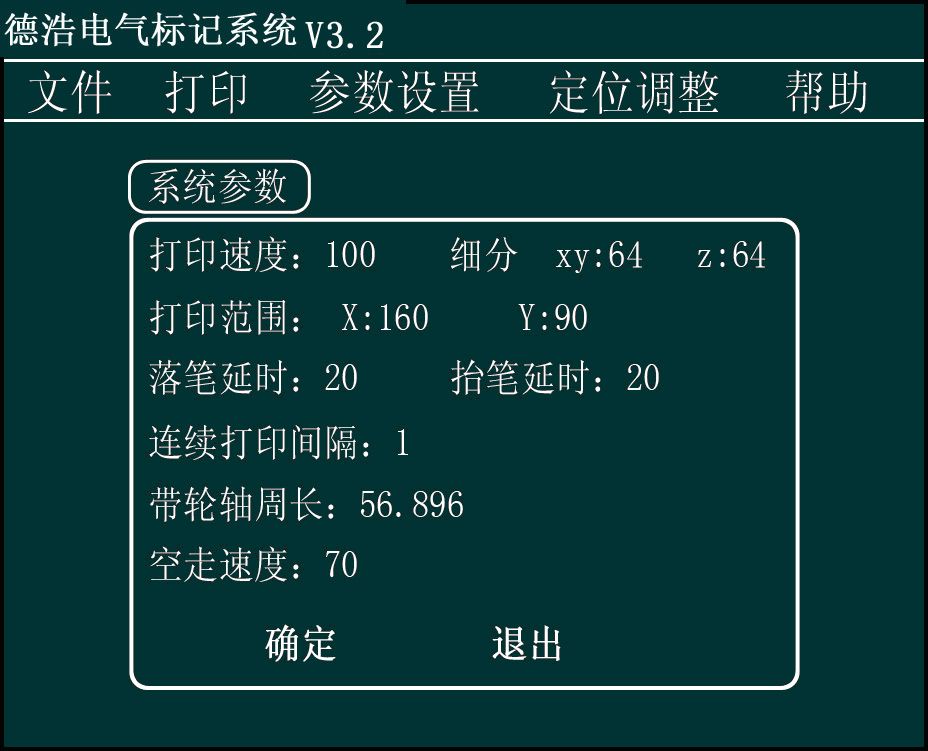 德浩电气标记系统 V3.2
文件 打印 参数设置 定位调整 帮助
系统参数
打印速度：100 细分 xy:64 z:64
打印范围： X:160 Y:90
落笔延时：20 抬笔延时：20
连续打印间隔：1
带轮轴周长：56.896
空走速度：70
确定 退出